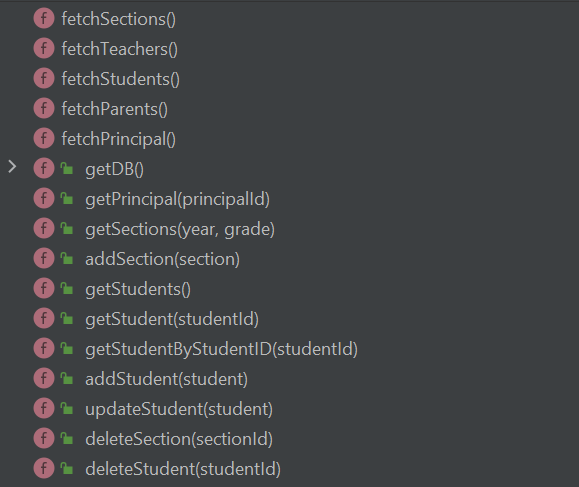 f fetchSections()
f fetchTeachers()
f fetchStudents()
f fetchParents()
f fetchPrincipal()
f getDB()
f getPrincipal(principalId)
f getSections(year, grade)
f addSection(section)
f getStudents()
f getStudent(studentId)
f getStudentByStudentID(studentId)
f addStudent(student)
f updateStudent(student)
f deleteSection(sectionId)
f deleteStudent(studentId)